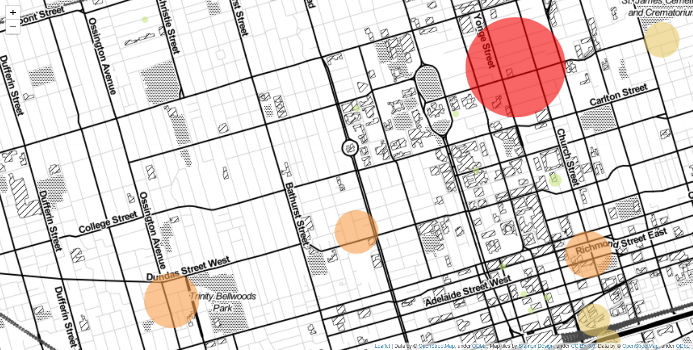 +
-
pont Street
Ossington Avenue
Christie Street
Street
Yonge Street
St. James Cemetery
and Crematorium
Dufferin Street
Carlton Street
Church Street
Dufferin Street
Ossington Avenue
College Street
Bathurst Street
Dundas Street West
Richmond Street East
Trinity Bellwoods
Park
Adelaide Street West
Dufferin Street